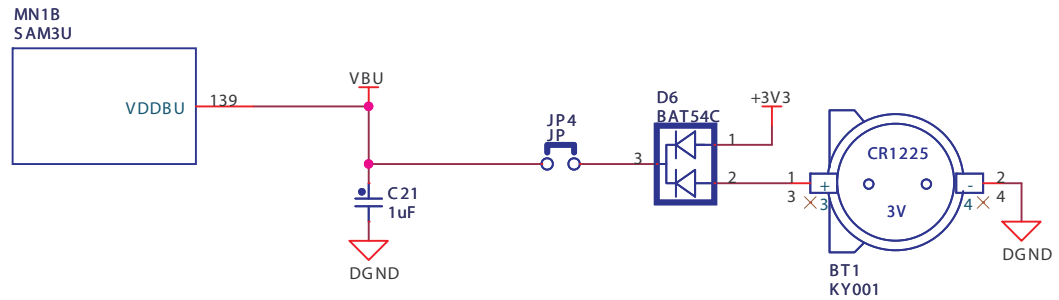 MN1B
SAM3U
VDDBU
139
VBU
C21
1uF
DGND
JP4
JP
3
D6
BAT54C
1
2
+3V3
1
3
+
3
CR1225
3V
-
4
2
4
BT1
KY001
DGND